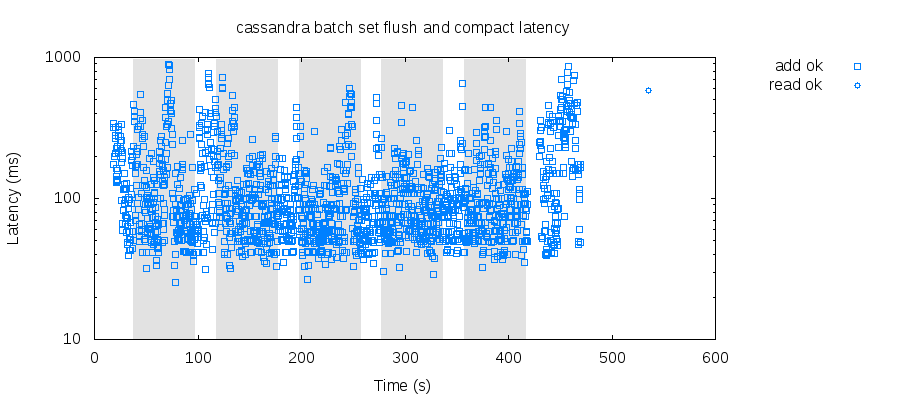 cassandra batch set flush and compact latency
add ok
read ok
Latency (ms)
1000
100
10
0 100 200 300 400 500 600
Time (s)